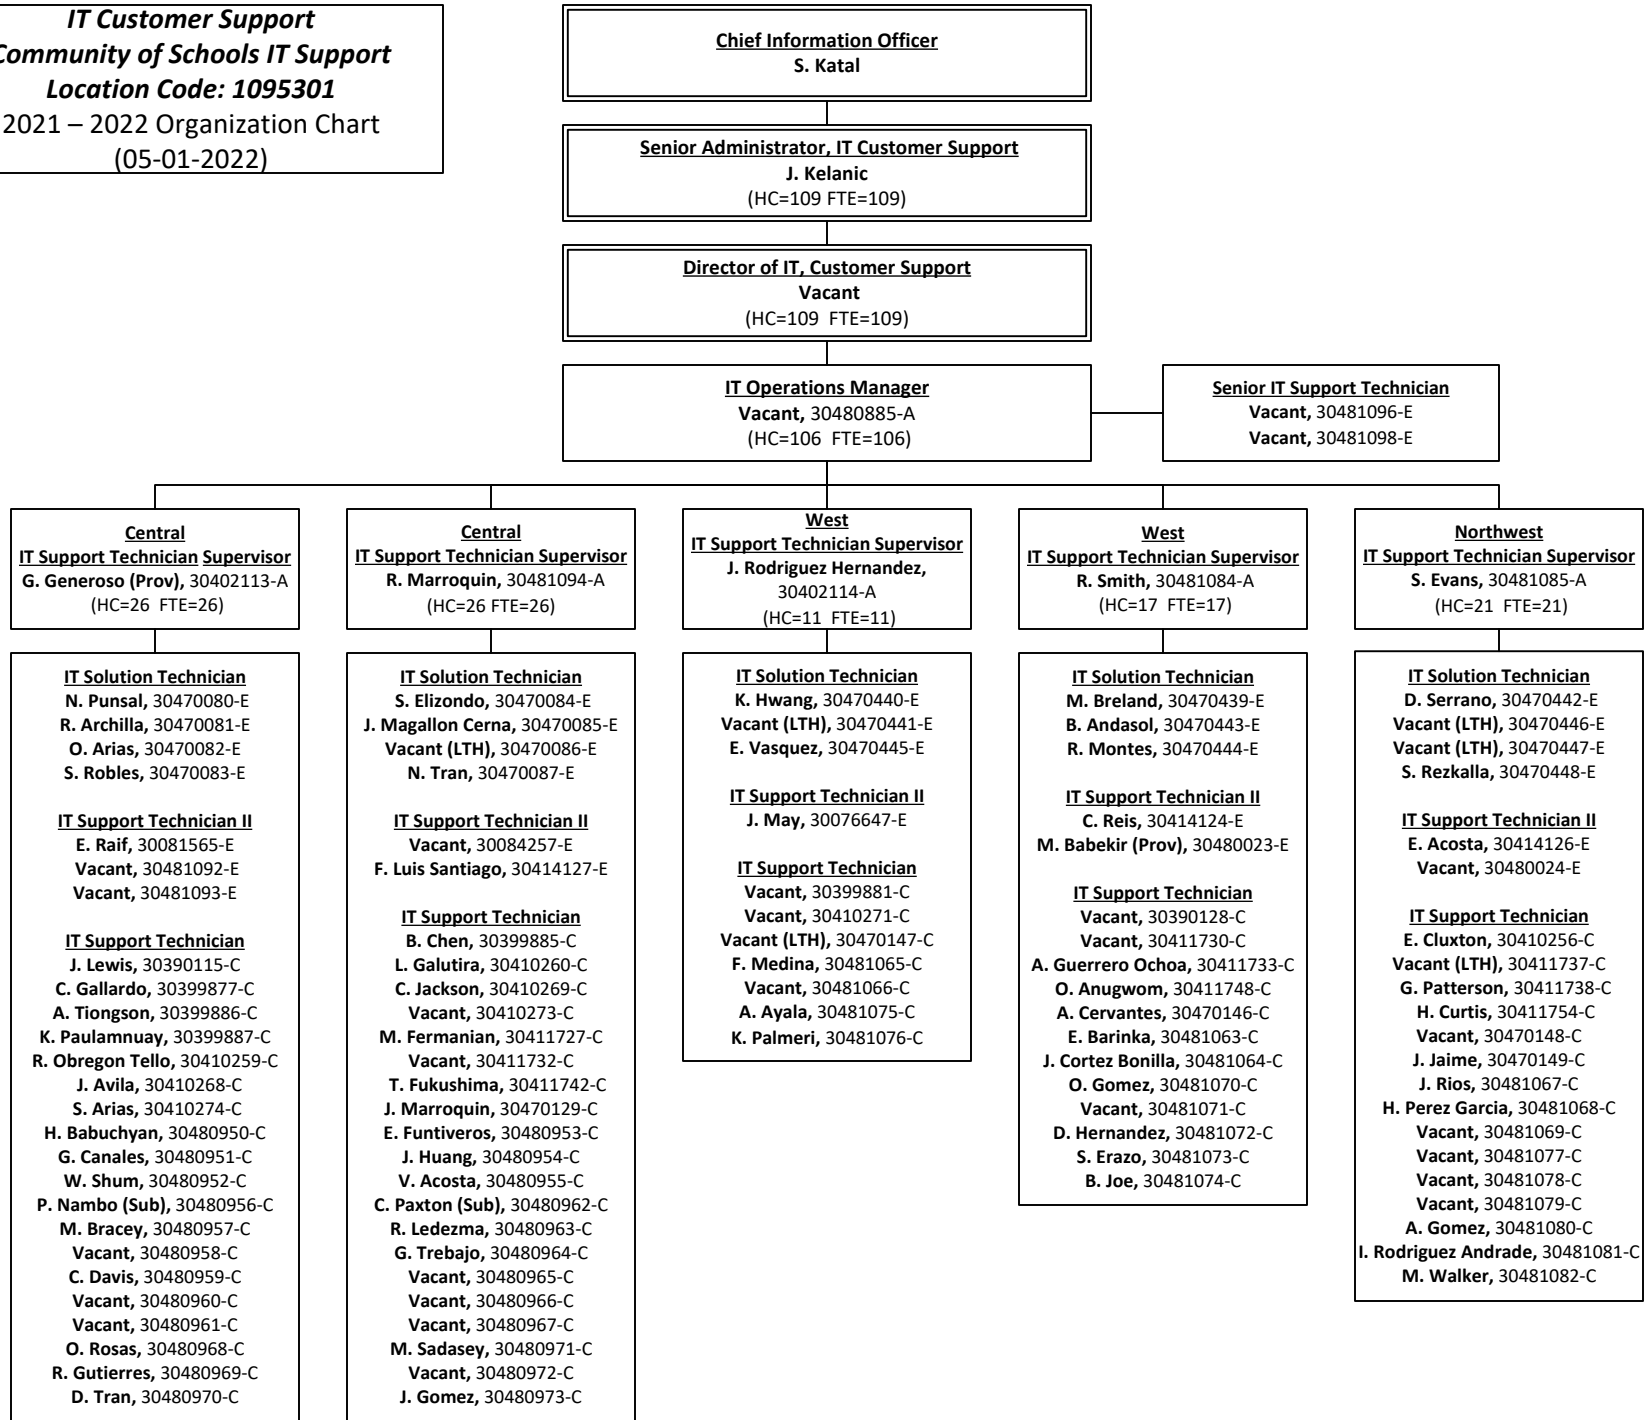 IT Customer Support
Community of Schools IT Support
Location Code: 1095301
2021 – 2022 Organization Chart
(05-01-2022)
Chief Information Officer
S. Katal
Senior Administrator, IT Customer Support
J. Kelanic
(HC=109 FTE=109)
Director of IT, Customer Support
Vacant
(HC=109 FTE=109)
IT Operations Manager
Vacant, 30480885-A
(HC=106 FTE=106)
Senior IT Support Technician
Vacant, 30481096-E
Vacant, 30481098-E
Central
IT Support Technician Supervisor
G. Generoso (Prov), 30402113-A
(HC=26 FTE=26)
IT Solution Technician
N. Punsal, 30470080-E
R. Archilla, 30470081-E
O. Arias, 30470082-E
S. Robles, 30470083-E
IT Support Technician II
E. Raif, 30081565-E
Vacant, 30481092-E
Vacant, 30481093-E
IT Support Technician
J. Lewis, 30390115-C
C. Gallardo, 30399877-C
A. Tiongson, 30399886-C
K. Paulamnuay, 30399887-C
R. Obregon Tello, 30410259-C
J. Avila, 30410268-C
S. Arias, 30410274-C
H. Babuchyan, 30480950-C
G. Canales, 30480951-C
W. Shum, 30480952-C
P. Nambo (Sub), 30480956-C
M. Bracey, 30480957-C
Vacant, 30480958-C
C. Davis, 30480959-C
Vacant, 30480960-C
Vacant, 30480961-C
O. Rosas, 30480968-C
R. Gutierres, 30480969-C
D. Tran, 30480970-C
Central
IT Support Technician Supervisor
R. Marroquin, 30481094-A
(HC=26 FTE=26)
IT Solution Technician
S. Elizondo, 30470084-E
J. Magallon Cerna, 30470085-E
Vacant (LTH), 30470086-E
N. Tran, 30470087-E
IT Support Technician II
Vacant, 30084257-E
F. Luis Santiago, 30414127-E
IT Support Technician
B. Chen, 30399885-C
L. Galutira, 30410260-C
C. Jackson, 30410269-C
Vacant, 30410273-C
M. Fermanian, 30411727-C
Vacant, 30411732-C
T. Fukushima, 30411742-C
J. Marroquin, 30470129-C
E. Funtiveros, 30480953-C
J. Huang, 30480954-C
V. Acosta, 30480955-C
C. Paxton (Sub), 30480962-C
R. Ledezma, 30480963-C
G. Trebajo, 30480964-C
Vacant, 30480965-C
Vacant, 30480966-C
Vacant, 30480967-C
M. Sadasey, 30480971-C
Vacant, 30480972-C
J. Gomez, 30480973-C
West
IT Support Technician Supervisor
J. Rodriguez Hernandez,
30402114-A
(HC=11 FTE=11)
IT Solution Technician
K. Hwang, 30470440-E
Vacant (LTH), 30470441-E
E. Vasquez, 30470445-E
IT Support Technician II
J. May, 30076647-E
IT Support Technician
Vacant, 30399881-C
Vacant, 30410271-C
Vacant (LTH), 30470147-C
F. Medina, 30481065-C
Vacant, 30481066-C
A. Ayala, 30481075-C
K. Palmeri, 30481076-C
West
IT Support Technician Supervisor
R. Smith, 30481084-A
(HC=17 FTE=17)
IT Solution Technician
M. Breland, 30470439-E
B. Andasol, 30470443-E
R. Montes, 30470444-E
IT Support Technician II
C. Reis, 30414124-E
M. Babekir (Prov), 30480023-E
IT Support Technician
Vacant, 30390128-C
Vacant, 30411730-C
A. Guerrero Ochoa, 30411733-C
O. Anugwom, 30411748-C
A. Cervantes, 30470146-C
E. Barinka, 30481063-C
J. Cortez Bonilla, 30481064-C
O. Gomez, 30481070-C
Vacant, 30481071-C
D. Hernandez, 30481072-C
S. Erazo, 30481073-C
B. Joe, 30481074-C
Northwest
IT Support Technician Supervisor
S. Evans, 30481085-A
(HC=21 FTE=21)
IT Solution Technician
D. Serrano, 30470442-E
Vacant (LTH), 30470446-E
Vacant (LTH), 30470447-E
S. Rezkalla, 30470448-E
IT Support Technician II
E. Acosta, 30414126-E
Vacant, 30480024-E
IT Support Technician
E. Cluxton, 30410256-C
Vacant (LTH), 30411737-C
G. Patterson, 30411738-C
H. Curtis, 30411754-C
Vacant, 30470148-C
J. Jaime, 30470149-C
J. Rios, 30481067-C
H. Perez Garcia, 30481068-C
Vacant, 30481069-C
Vacant, 30481077-C
Vacant, 30481078-C
Vacant, 30481079-C
A. Gomez, 30481080-C
I. Rodriguez Andrade, 30481081-C
M. Walker, 30481082-C